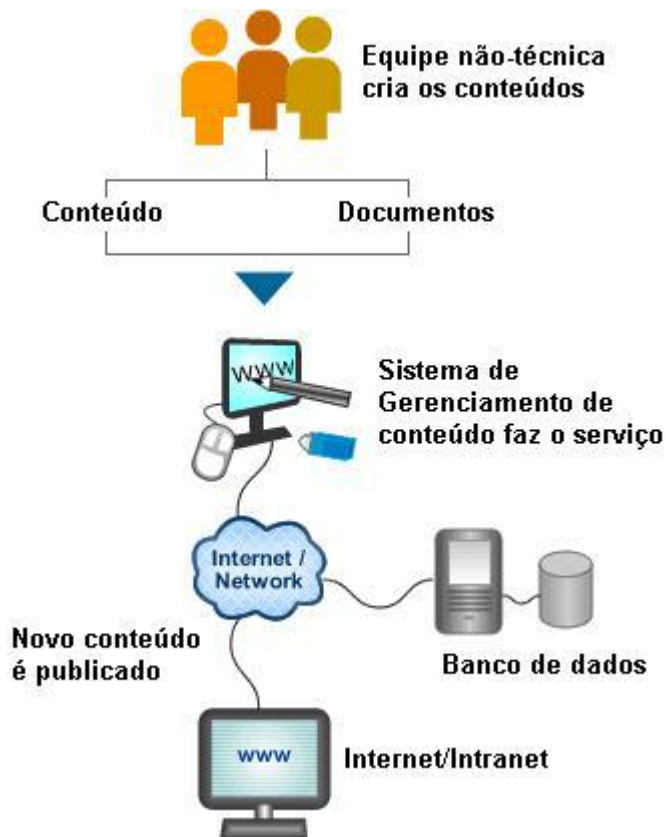 Equipe não-técnica
cria os conteúdos
Conteúdo
Documentos
WWW
Sistema de
Gerenciamento de
conteúdo faz o serviço
Internet /
Network
Novo conteúdo
é publicado
Banco de dados
www
Internet/Intranet